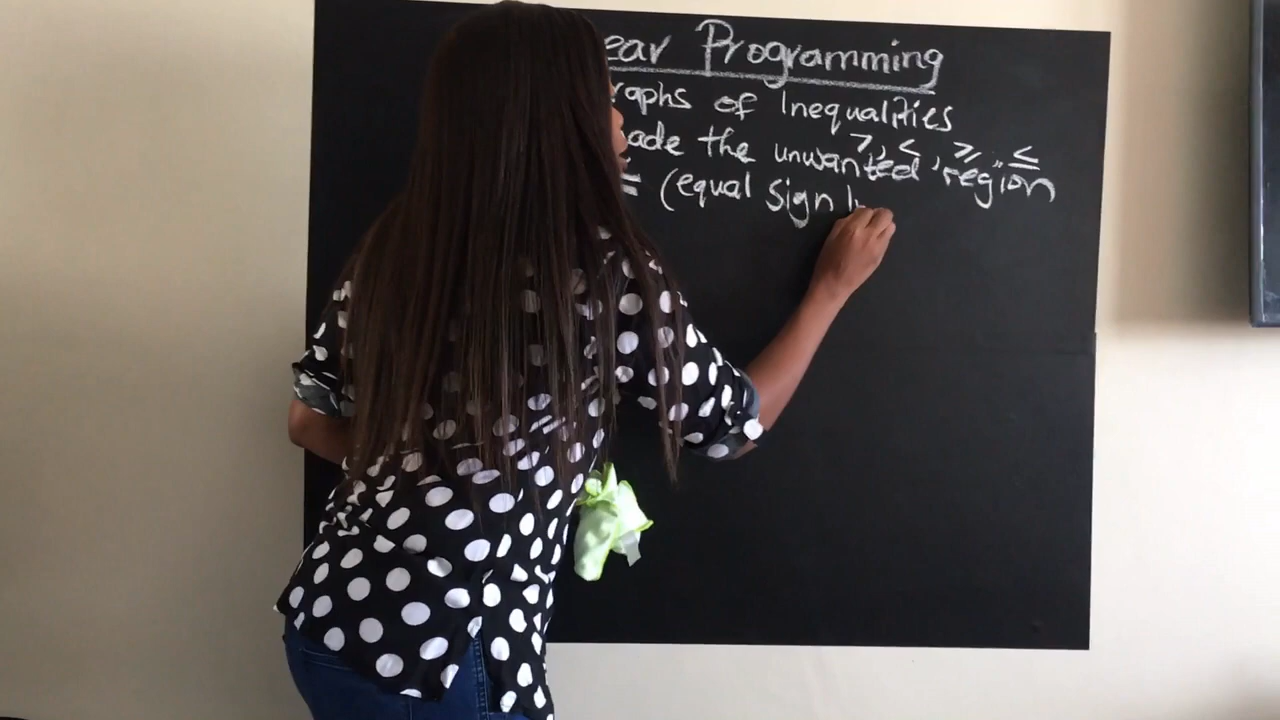 ear Programming
raphs of Inequalities
>, <, ⩾, ≤
ade the unwanted region
= (equal sign